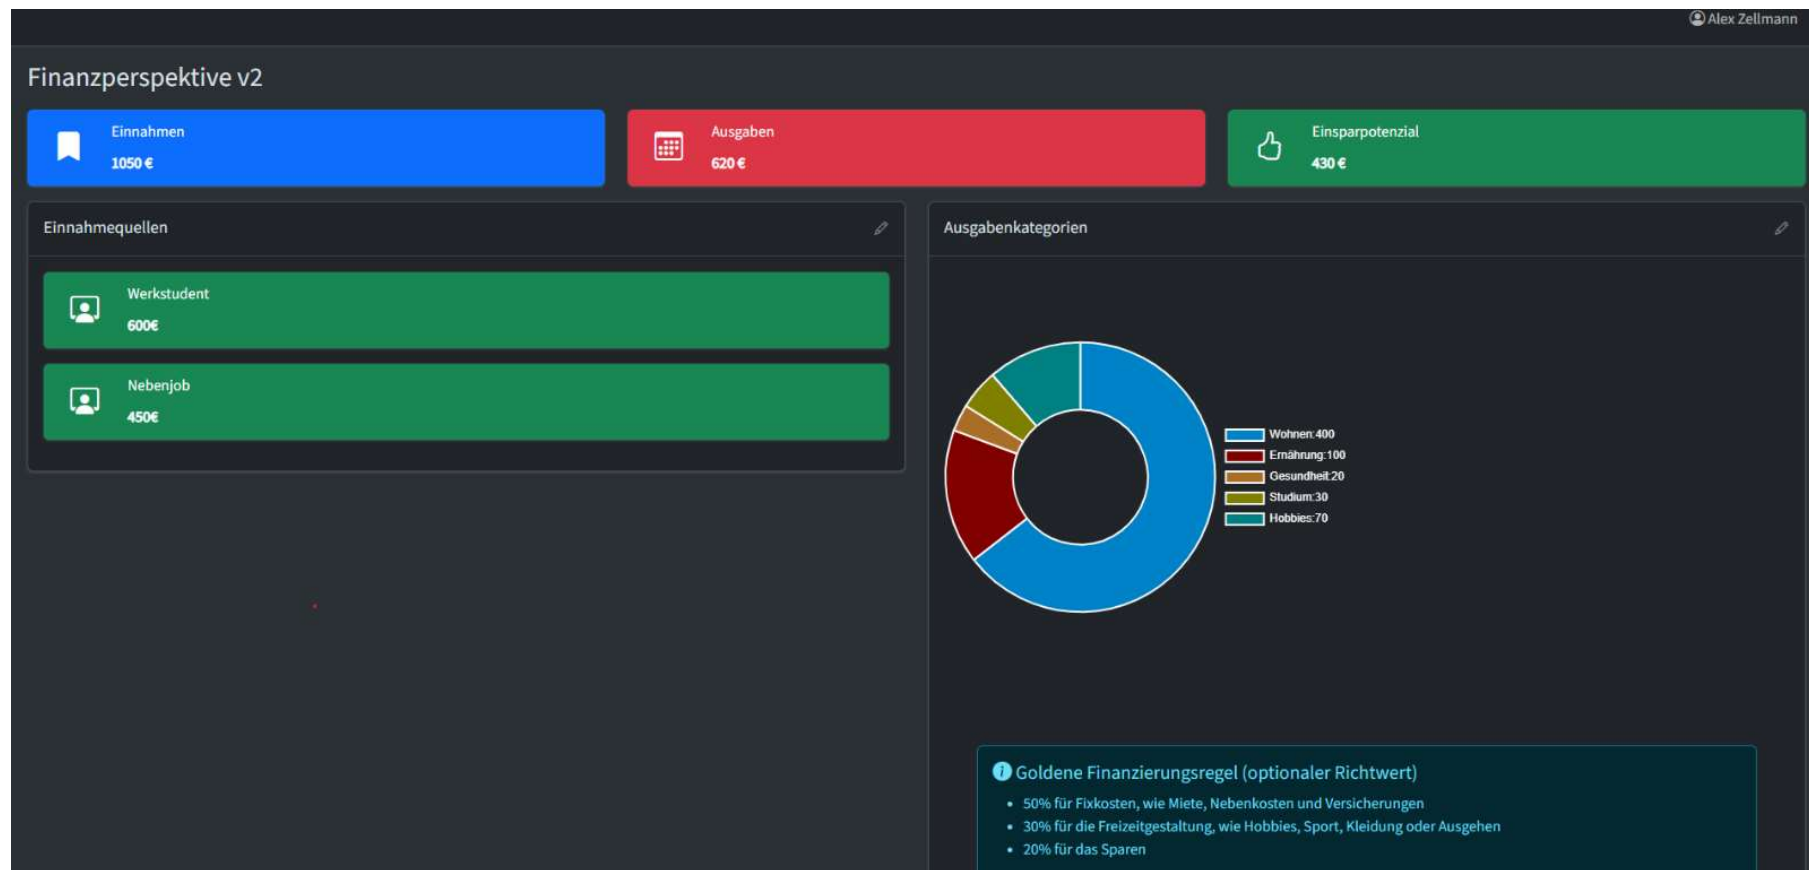 Alex Zellmann
Finanzperspektive v2
Einnahmen
1050 €
Ausgaben
620 €
Einsparpotenzial
430 €
Einnahmequellen
Werkstudent
600€
Nebenjob
450€
Ausgabenkategorien
Wohnen:400
Ernährung:100
Gesundheit:20
Studium:30
Hobbies:70
Goldene Finanzierungsregel (optionaler Richtwert)
• 50% für Fixkosten, wie Miete, Nebenkosten und Versicherungen
• 30% für die Freizeitgestaltung, wie Hobbies, Sport, Kleidung oder Ausgehen
• 20% für das Sparen